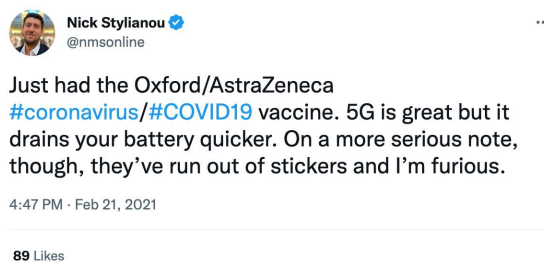 Nick Stylianou
@nmsonline
Just had the Oxford/AstraZeneca
#coronavirus/#COVID19 vaccine. 5G is great but it
drains your battery quicker. On a more serious note,
though, they’ve run out of stickers and I’m furious.
4:47 PM · Feb 21, 2021
89 Likes